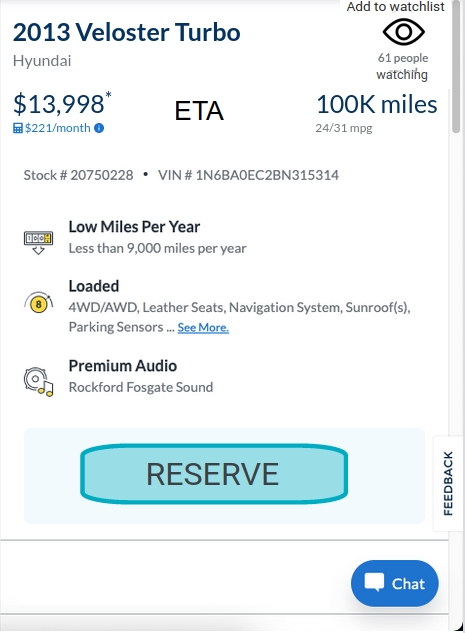 Add to watchlist
2013 Veloster Turbo
Hyundai
61 people
watching
$13,998*
ETA
100K miles
$221/month
24/31 mpg
Stock # 20750228 • VIN # 1N6BA0EC2BN315314
Low Miles Per Year
Less than 9,000 miles per year
8
Loaded
4WD/AWD, Leather Seats, Navigation System, Sunroof(s),
Parking Sensors ... See More.
Premium Audio
Rockford Fosgate Sound
RESERVE
FEEDBACK
Chat